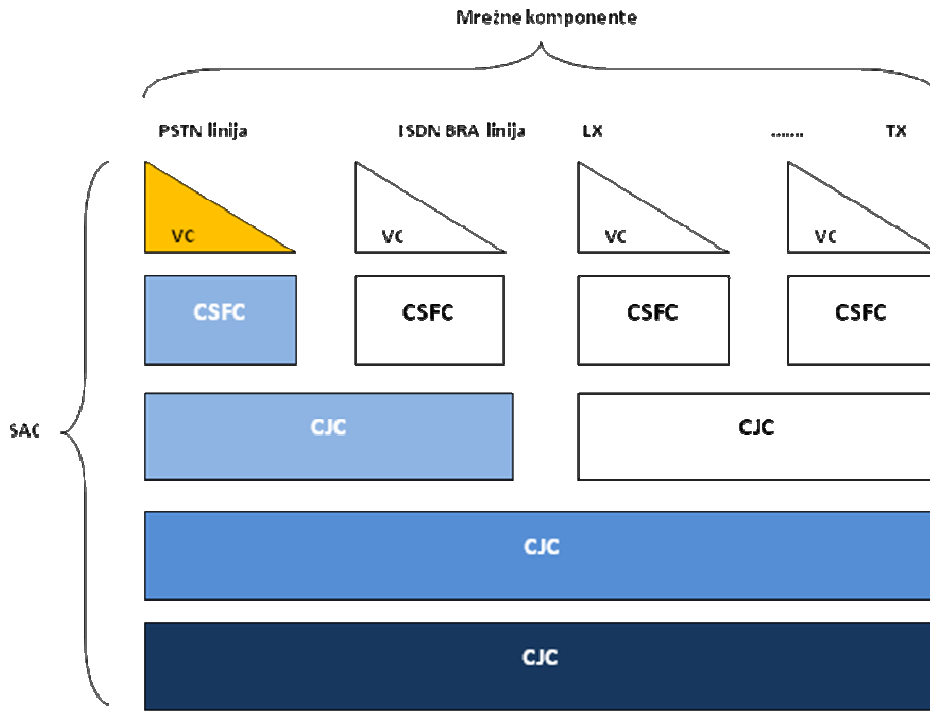 Mrežne komponente
PSTN linija ISDN BRA linija LX ....... TX
VC VC VC VC
CSFC CSFC CSFC CSFC
SAC
CJC CJC
CJC
CJC